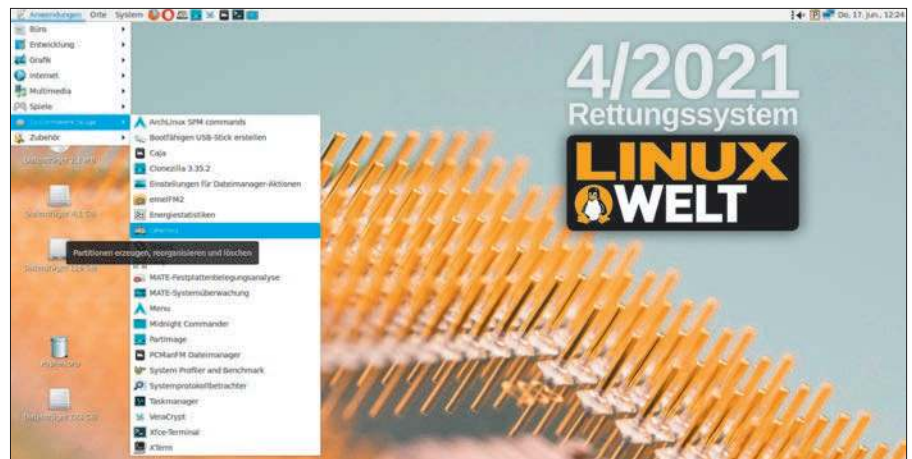 Anwendungen Orte System
Do, 17. Jun., 12:24
Büro
Entwicklung
Grafik
Internet
Multimedia
Spiele
Zubehör
ArchLinux SFM commands
Bootfähigen USB-Stick erstellen
Caja
Clonezilla 3.35.2
Einstellungen für Dateimanager-Aktionen
emelFM2
Energiestatistiken
GParted
Partitionen erzeugen, reorganisieren und löschen
MATE-Festplattenbelegungsanalyse
MATE-Systemüberwachung
Menu
Midnight Commander
Partimage
PCManFM Dateimanager
System Profiler and Benchmark
Systemprotokollbetrachter
Taskmanager
VeraCrypt
Xfce-Terminal
XTerm
Papierkorb
4/2021
Rettungssystem
LINUX
WELT